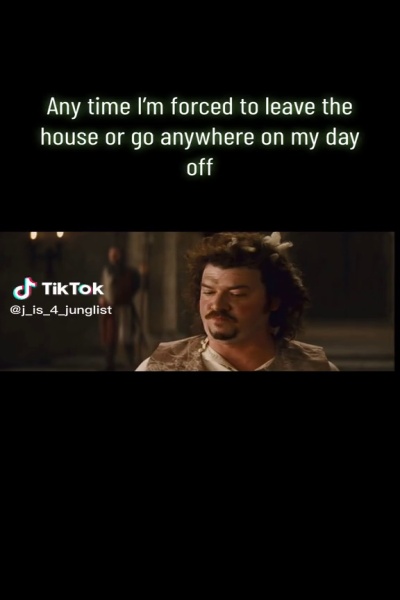 Any time I'm forced to leave the
house or go anywhere on my day
off
TikTok
@j_is_4_junglist